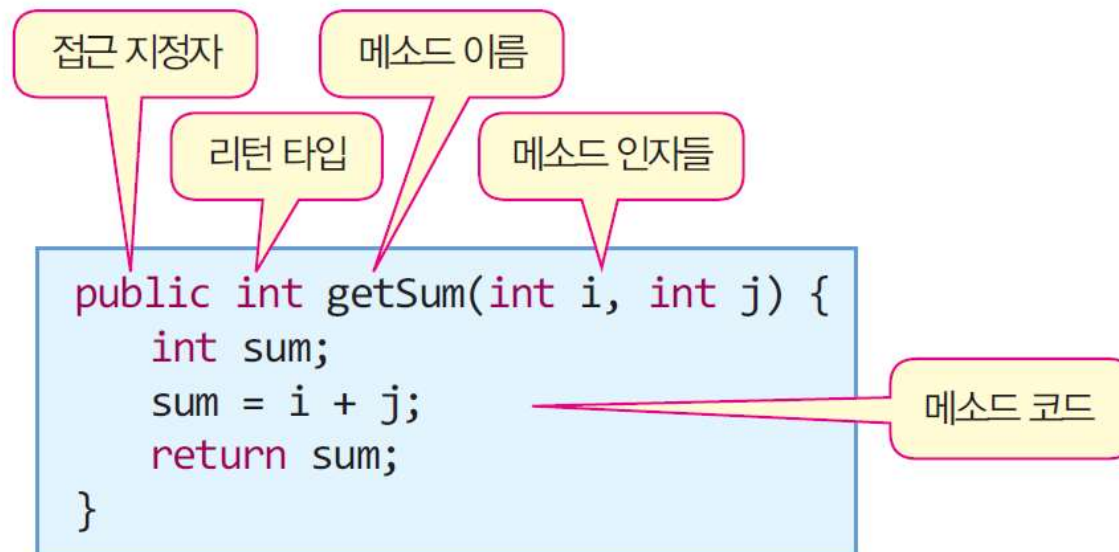 접근 지정자
메소드 이름
리턴 타입
메소드 인자들
public int getSum(int i, int j) {
int sum;
sum = i + j;
return sum;
}
메소드 코드